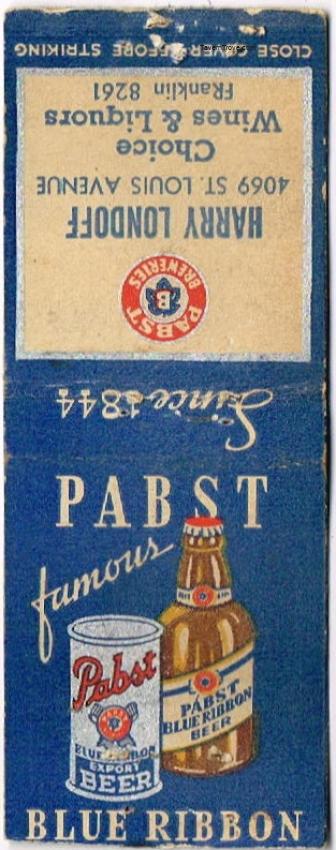 CLOSE COVER BEFORE STRIKING
FRanklin 8261
Wines & Liquors
Choice
4069 ST. LOUIS AVENUE
HARRY LONDOFF
PABST
B
BREWERIES
Since 1844
PABST
famous
Pabst
BLUE RIBBON
EXPORT
BEER
PABST
BLUE RIBBON
BEER
BLUE RIBBON